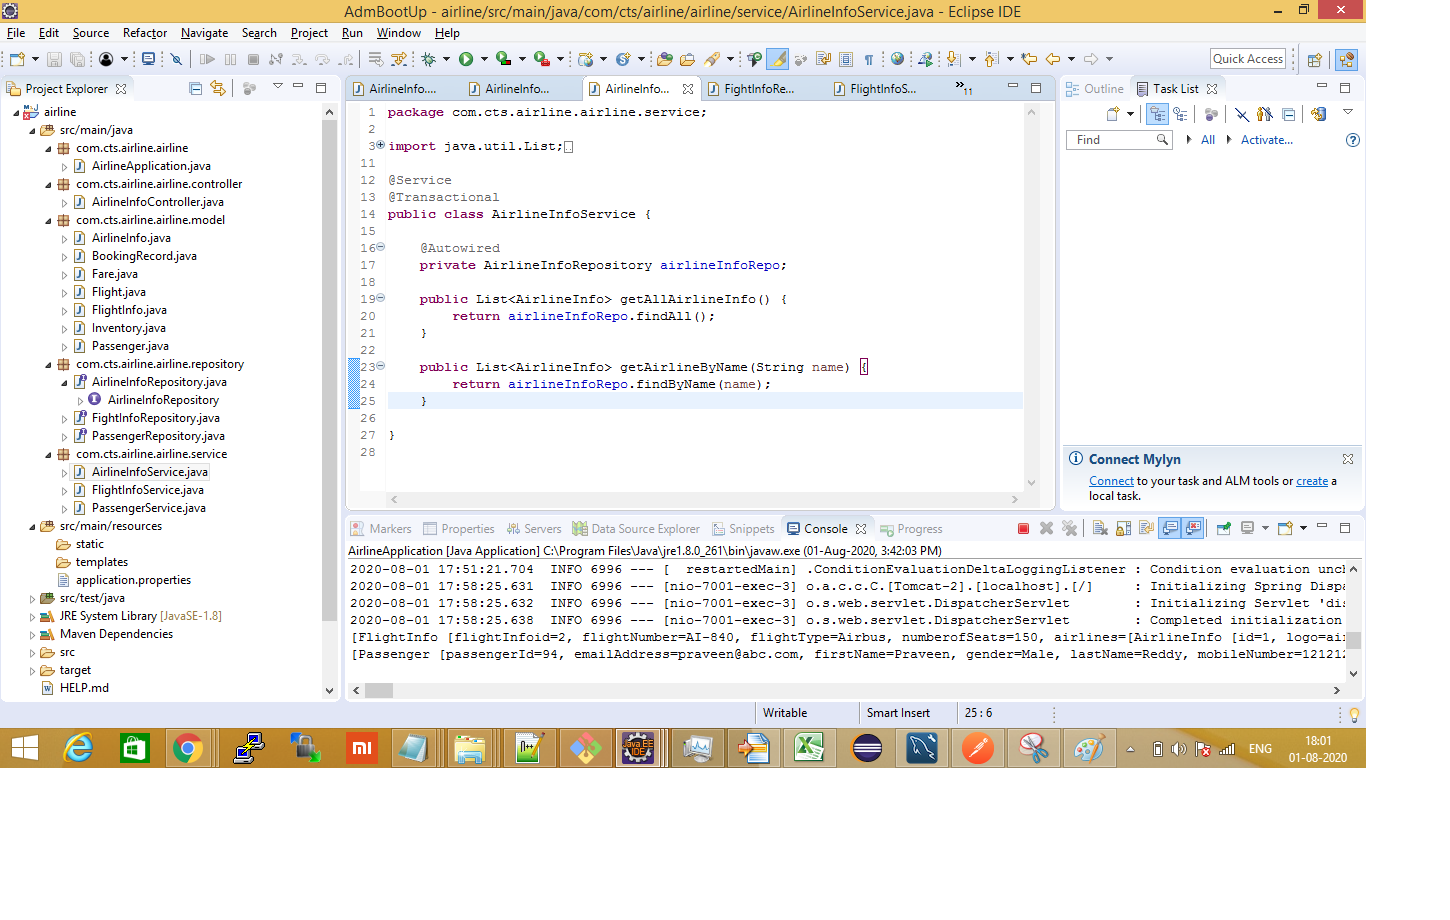 AdmBootUp - airline/src/main/java/com/cts/airline/airline/service/AirlineInfoService.java - Eclipse IDE
File Edit Source Refactor Navigate Search Project Run Window Help
Quick Access
Project Explorer
airline
src/main/java
com.cts.airline.airline
AirlineApplication.java
com.cts.airline.airline.controller
AirlineInfoController.java
com.cts.airline.airline.model
AirlineInfo.java
BookingRecord.java
Fare.java
Flight.java
FlightInfo.java
Inventory.java
Passenger.java
com.cts.airline.airline.repository
AirlineInfoRepository.java
AirlineInfoRepository
FightInfoRepository.java
PassengerRepository.java
com.cts.airline.airline.service
AirlineInfoService.java
FlightInfoService.java
PassengerService.java
src/main/resources
static
templates
application.properties
src/test/java
JRE System Library [JavaSE-1.8]
Maven Dependencies
src
target
HELP.md
AirlineInfo.... AirlineInfo... AirlineInfo... FightInfoRe... FlightInfoS... »11
1 package com.cts.airline.airline.service;
2
3 import java.util.List;
11
12 @Service
13 @Transactional
14 public class AirlineInfoService {
15
16 @Autowired
17 private AirlineInfoRepository airlineInfoRepo;
18
19 public List<AirlineInfo> getAllAirlineInfo() {
20 return airlineInfoRepo.findAll();
21 }
22
23 public List<AirlineInfo> getAirlineByName(String name) {
24 return airlineInfoRepo.findByName(name);
25 }
26
27 }
28
Outline Task List
Find All Activate...
Connect Mylyn
Connect to your task and ALM tools or create a
local task.
Markers Properties Servers Data Source Explorer Snippets Console Progress
AirlineApplication [Java Application] C:\Program Files\Java\jre1.8.0_261\bin\javaw.exe (01-Aug-2020, 3:42:03 PM)
2020-08-01 17:51:21.704 INFO 6996 --- [ restartedMain] .ConditionEvaluationDeltaLoggingListener : Condition evaluation unch
2020-08-01 17:58:25.631 INFO 6996 --- [nio-7001-exec-3] o.a.c.c.C.[Tomcat-2].[localhost].[/] : Initializing Spring Dispa
2020-08-01 17:58:25.632 INFO 6996 --- [nio-7001-exec-3] o.s.web.servlet.DispatcherServlet : Initializing Servlet 'dis
2020-08-01 17:58:25.638 INFO 6996 --- [nio-7001-exec-3] o.s.web.servlet.DispatcherServlet : Completed initialization
[FlightInfo [flightInfoid=2, flightNumber=AI-840, flightType=Airbus, numberofSeats=150, airlines=[AirlineInfo [id=1, logo=air
[Passenger [passengerId=94, emailAddress=praveen@abc.com, firstName=Praveen, gender=Male, lastName=Reddy, mobileNumber=121212
Writable Smart Insert 25 : 6
mi
n++
Java EE
IDE
ENG
18:01
01-08-2020